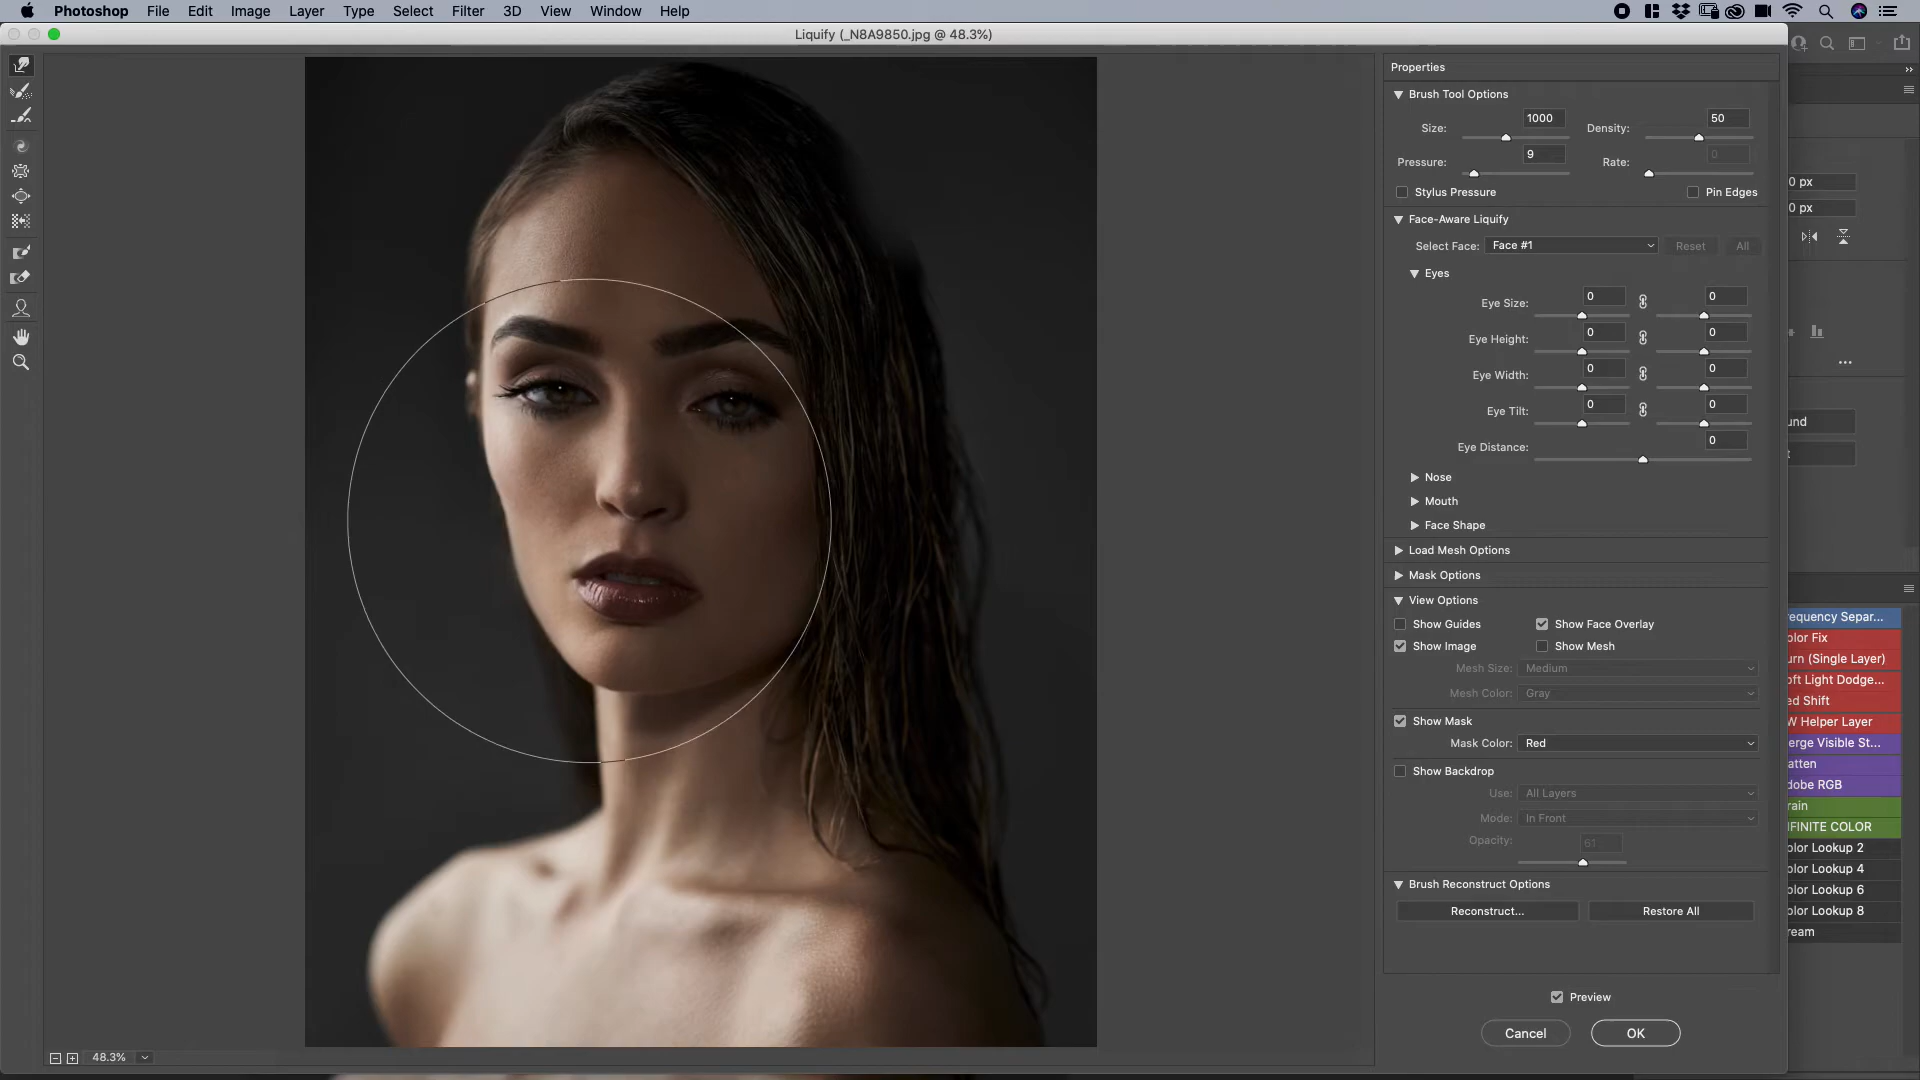 Photoshop File Edit Image Layer Type Select Filter 3D View Window Help
Liquify (_N8A9850.jpg @ 48.3%)
Properties
Brush Tool Options
Size: 1000 Density: 50
Pressure: 9 Rate: 0
Stylus Pressure Pin Edges
Face-Aware Liquify
Select Face: Face #1 Reset All
Eyes
Eye Size: 0 0
Eye Height: 0 0
Eye Width: 0 0
Eye Tilt: 0 0
Eye Distance: 0
Nose
Mouth
Face Shape
Load Mesh Options
Mask Options
View Options
Show Guides Show Face Overlay
Show Image Show Mesh
Mesh Size: Medium
Mesh Color: Gray
Show Mask
Mask Color: Red
Show Backdrop
Use: All Layers
Mode: In Front
Opacity: 61
Brush Reconstruct Options
Reconstruct... Restore All
Preview
Cancel OK
48.3%
0 px
0 px
und
t
requency Separ...
olor Fix
urn (Single Layer)
oft Light Dodge...
ed Shift
W Helper Layer
erge Visible St...
atten
dobe RGB
rain
FINITE COLOR
olor Lookup 2
olor Lookup 4
olor Lookup 6
olor Lookup 8
ream